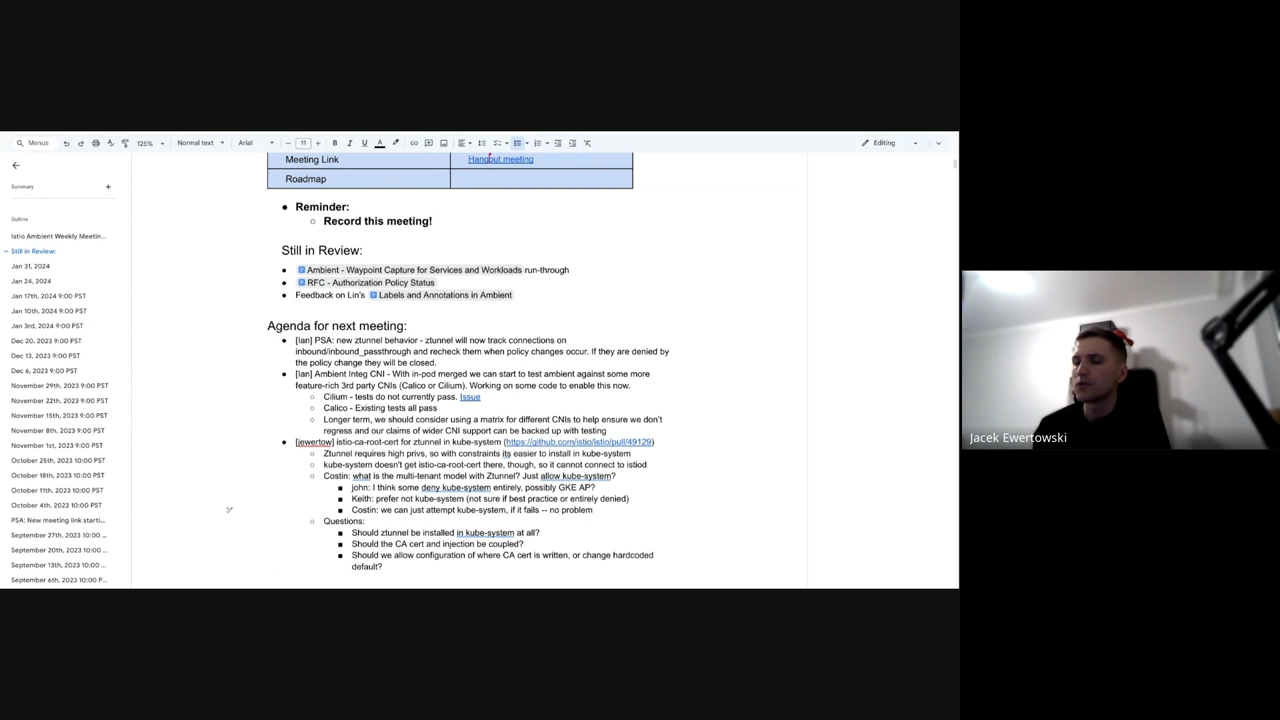 Menus
125%
Normal text
Arial
11
Editing
Summary
Outline
Istio Ambient Weekly Meetin...
Still in Review:
Jan 31, 2024
Jan 24, 2024
Jan 17th, 2024 9:00 PST
Jan 10th, 2024 9:00 PST
Jan 3rd, 2024 9:00 PST
Dec 20, 2023 9:00 PST
Dec 13, 2023 9:00 PST
Dec 6, 2023 9:00 PST
November 29th, 2023 9:00 PST
November 22th, 2023 9:00 PST
November 15th, 2023 9:00 PST
November 8th, 2023 9:00 PST
November 1st, 2023 9:00 PST
October 25th, 2023 10:00 PST
October 18th, 2023 10:00 PST
October 11th, 2023 10:00 PST
October 4th, 2023 10:00 PST
PSA: New meeting link starti...
September 27th, 2023 10:00 ...
September 20th, 2023 10:00 ...
September 13th, 2023 10:00 ...
September 6th, 2023 10:00 P...
Meeting Link Hangout meeting
Roadmap
Reminder:
Record this meeting!
Still in Review:
Ambient - Waypoint Capture for Services and Workloads run-through
RFC - Authorization Policy Status
Feedback on Lin's Labels and Annotations in Ambient
Agenda for next meeting:
[Ian] PSA: new ztunnel behavior - ztunnel will now track connections on
inbound/inbound_passthrough and recheck them when policy changes occur. If they are denied by
the policy change they will be closed.
[Ian] Ambient Integ CNI - With in-pod merged we can start to test ambient against some more
feature-rich 3rd party CNIs (Calico or Cilium). Working on some code to enable this now.
Cilium - tests do not currently pass. Issue
Calico - Existing tests all pass
Longer term, we should consider using a matrix for different CNIs to help ensure we don't
regress and our claims of wider CNI support can be backed up with testing
[jewertow] istio-ca-root-cert for ztunnel in kube-system (https://github.com/istio/istio/pull/49129)
Ztunnel requires high privs, so with constraints its easier to install in kube-system
kube-system doesn't get istio-ca-root-cert there, though, so it cannot connect to istiod
Costin: what is the multi-tenant model with Ztunnel? Just allow kube-system?
john: I think some deny kube-system entirely, possibly GKE AP?
Keith: prefer not kube-system (not sure if best practice or entirely denied)
Costin: we can just attempt kube-system, if it fails -- no problem
Questions:
Should ztunnel be installed in kube-system at all?
Should the CA cert and injection be coupled?
Should we allow configuration of where CA cert is written, or change hardcoded
default?
Jacek Ewertowski